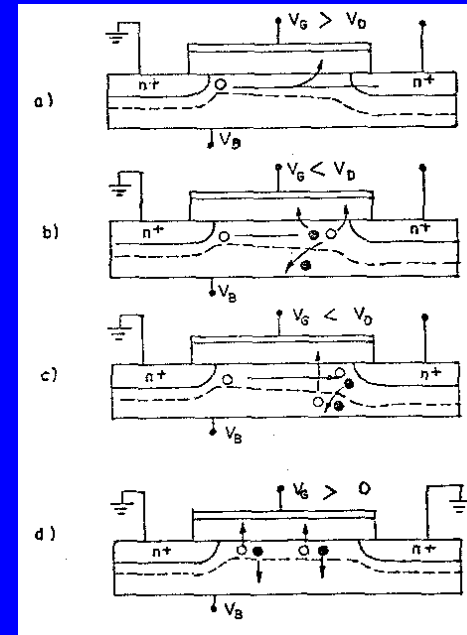 V_G > V_D
n+ n+
a)
V_B
V_G < V_D
b)
n+ n+
V_B
V_G < V_D
c)
n+ n+
V_B
V_G > 0
d)
n+ n+
V_B